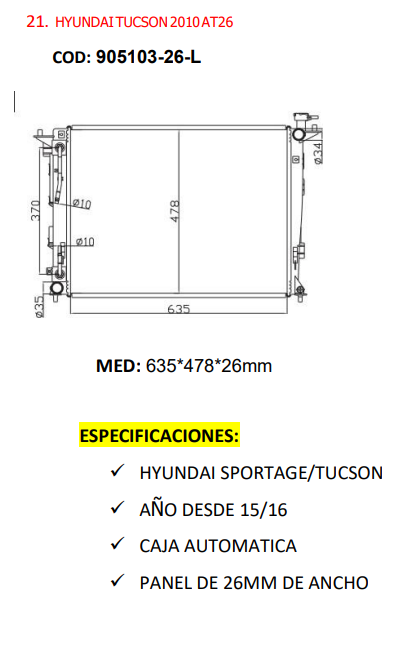 21. HYUNDAI TUCSON 2010 AT26
COD: 905103-26-L
ø34
370
ø10
478
ø10
ø35
635
MED: 635*478*26mm
ESPECIFICACIONES:
✓ HYUNDAI SPORTAGE/TUCSON
✓ AÑO DESDE 15/16
✓ CAJA AUTOMATICA
✓ PANEL DE 26MM DE ANCHO